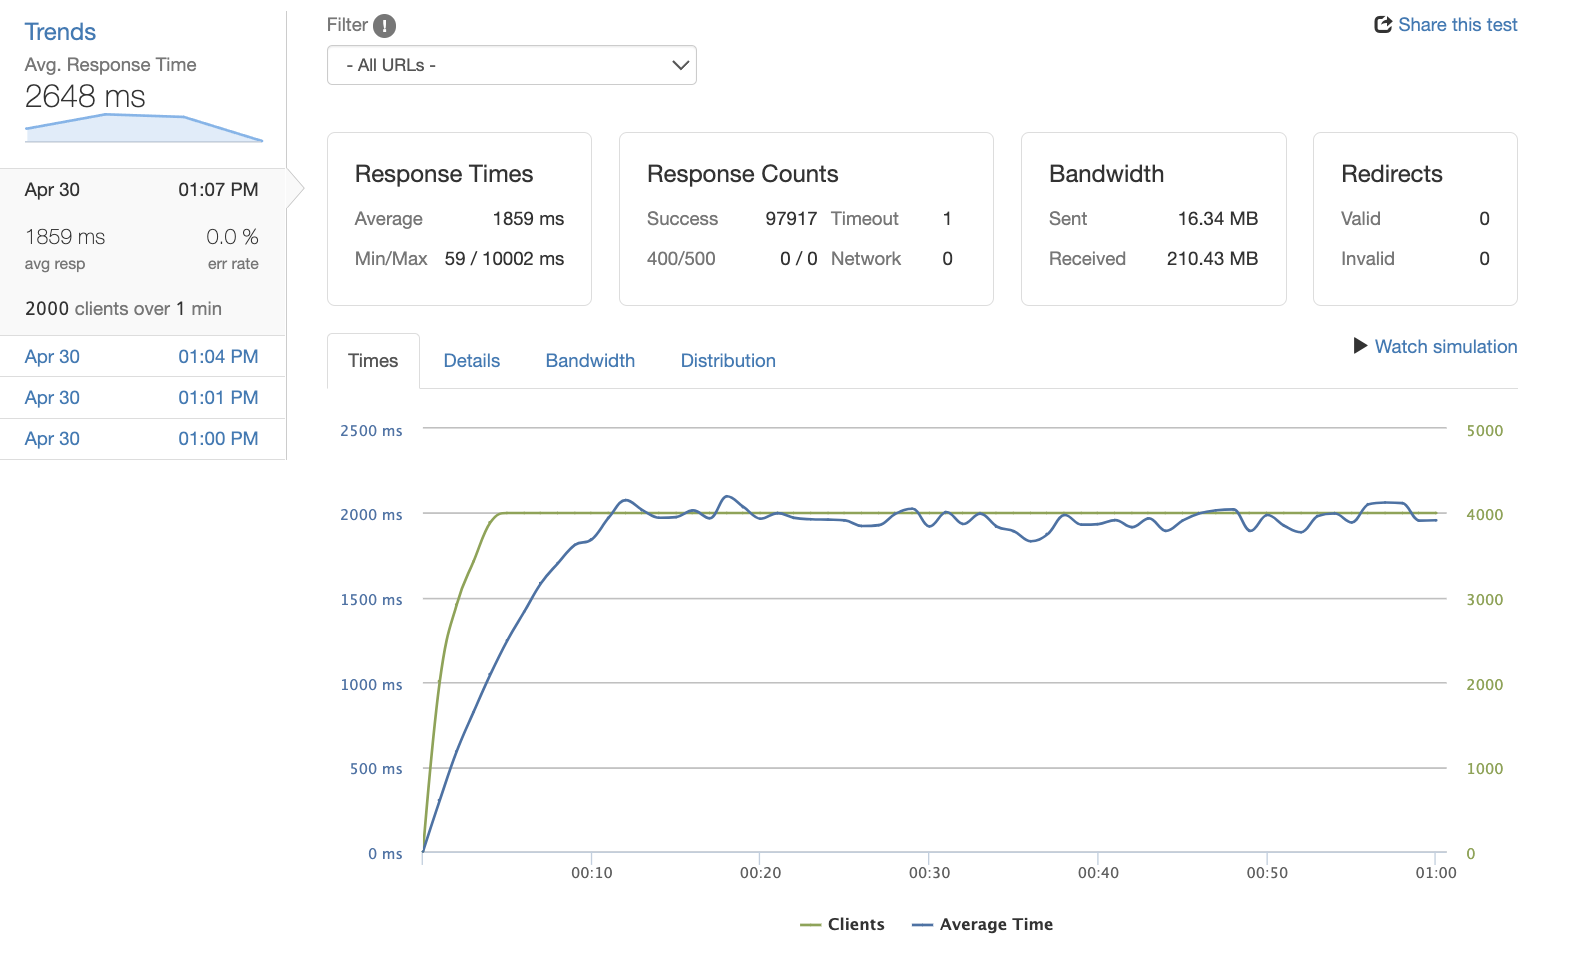 Trends
Avg. Response Time
2648 ms
Apr 30 01:07 PM
1859 ms 0.0 %
avg resp err rate
2000 clients over 1 min
Apr 30 01:04 PM
Apr 30 01:01 PM
Apr 30 01:00 PM
Filter !
- All URLs -
Share this test
Response Times
Average 1859 ms
Min/Max 59 / 10002 ms
Response Counts
Success 97917 Timeout 1
400/500 0 / 0 Network 0
Bandwidth
Sent 16.34 MB
Received 210.43 MB
Redirects
Valid 0
Invalid 0
Times Details Bandwidth Distribution
Watch simulation
2500 ms 5000
2000 ms 4000
1500 ms 3000
1000 ms 2000
500 ms 1000
0 ms 0
00:10 00:20 00:30 00:40 00:50 01:00
Clients Average Time